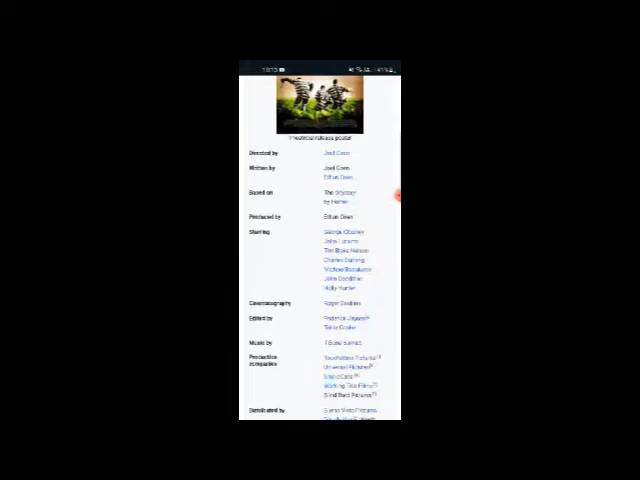 Theatrical release poster
Directed by Joel Coen
Written by Joel Coen
Ethan Coen
Based on The Odyssey
by Homer
Produced by Ethan Coen
Starring George Clooney
John Turturro
Tim Blake Nelson
Charles Durning
Michael Badalucco
John Goodman
Holly Hunter
Cinematography Roger Deakins
Edited by Roderick Jaynes
Tricia Cooke
Music by T Bone Burnett
Production Touchstone Pictures
companies Universal Pictures
StudioCanal
Working Title Films
Blind Bard Pictures
Distributed by Buena Vista Pictures